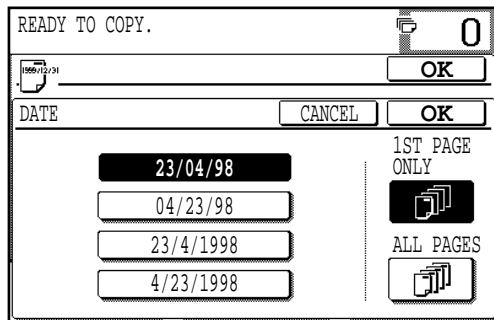 READY TO COPY.
0
1999/12/31
OK
DATE
CANCEL
OK
1ST PAGE
ONLY
23/04/98
04/23/98
23/4/1998
ALL PAGES
4/23/1998